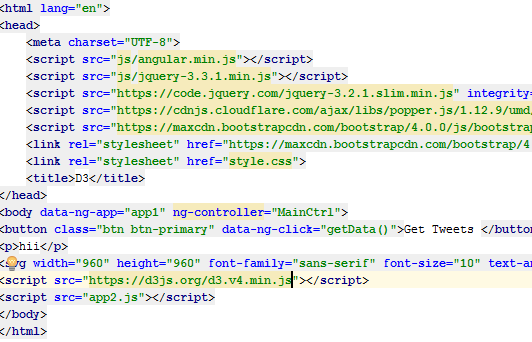 <html lang="en">
<head>
<meta charset="UTF-8">
<script src="js/angular.min.js"></script>
<script src="js/jquery-3.3.1.min.js"></script>
<script src="https://code.jquery.com/jquery-3.2.1.slim.min.js" integrity=
<script src="https://cdnjs.cloudflare.com/ajax/libs/popper.js/1.12.9/umd/
<script src="https://maxcdn.bootstrapcdn.com/bootstrap/4.0.0/js/bootstrap
<link rel="stylesheet" href="https://maxcdn.bootstrapcdn.com/bootstrap/4
<link rel="stylesheet" href="style.css">
<title>D3</title>
</head>
<body data-ng-app="app1" ng-controller="MainCtrl">
<button class="btn btn-primary" data-ng-click="getData()">Get Tweets </button
<p>hii</p>
<svg width="960" height="960" font-family="sans-serif" font-size="10" text-an
<script src="https://d3js.org/d3.v4.min.js"></script>
<script src="app2.js"></script>
</body>
</html>